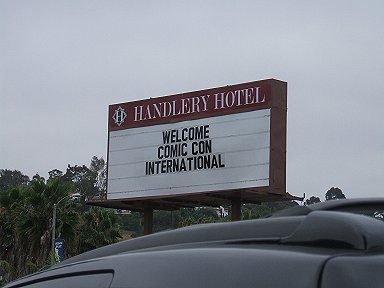 H HANDLERY HOTEL
WELCOME
COMIC CON
INTERNATIONAL